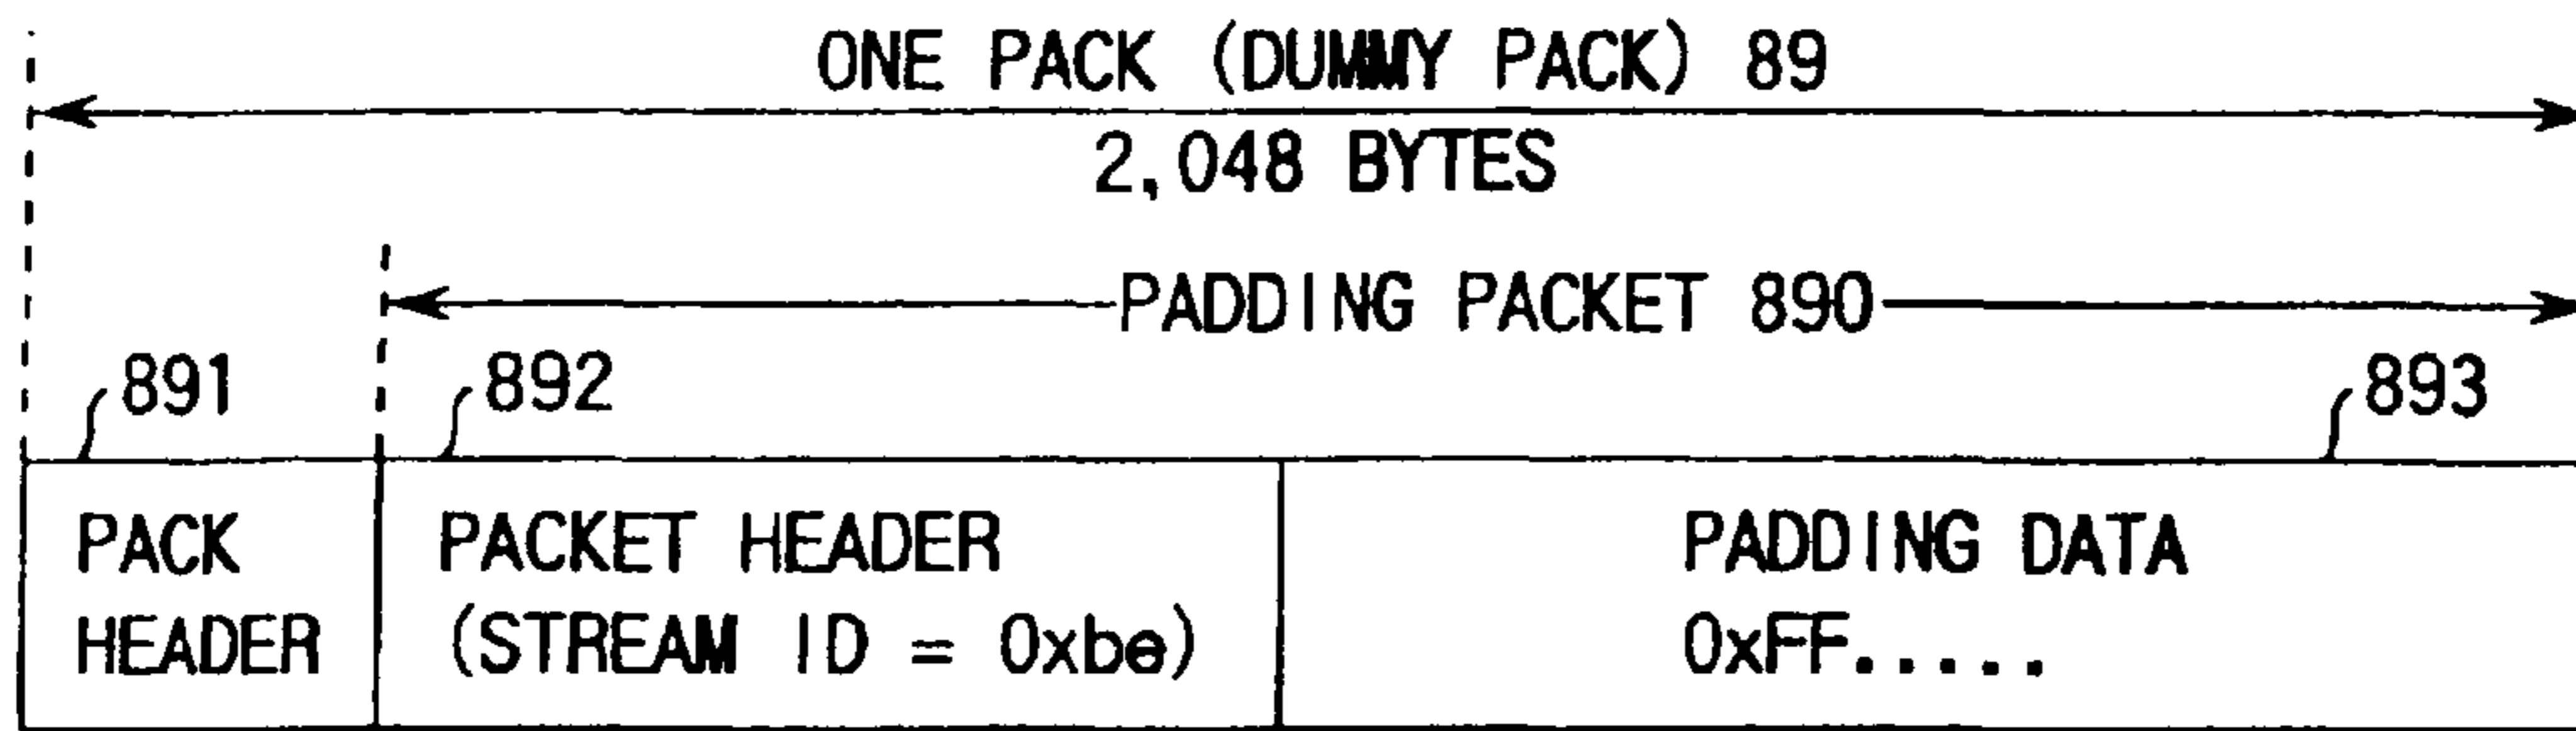 ONE PACK (DUMMY PACK) 89
2,048 BYTES
PADDING PACKET 890
891
892
893
PACK
HEADER
PACKET HEADER
(STREAM ID = 0xbe)
PADDING DATA
0xFF.....